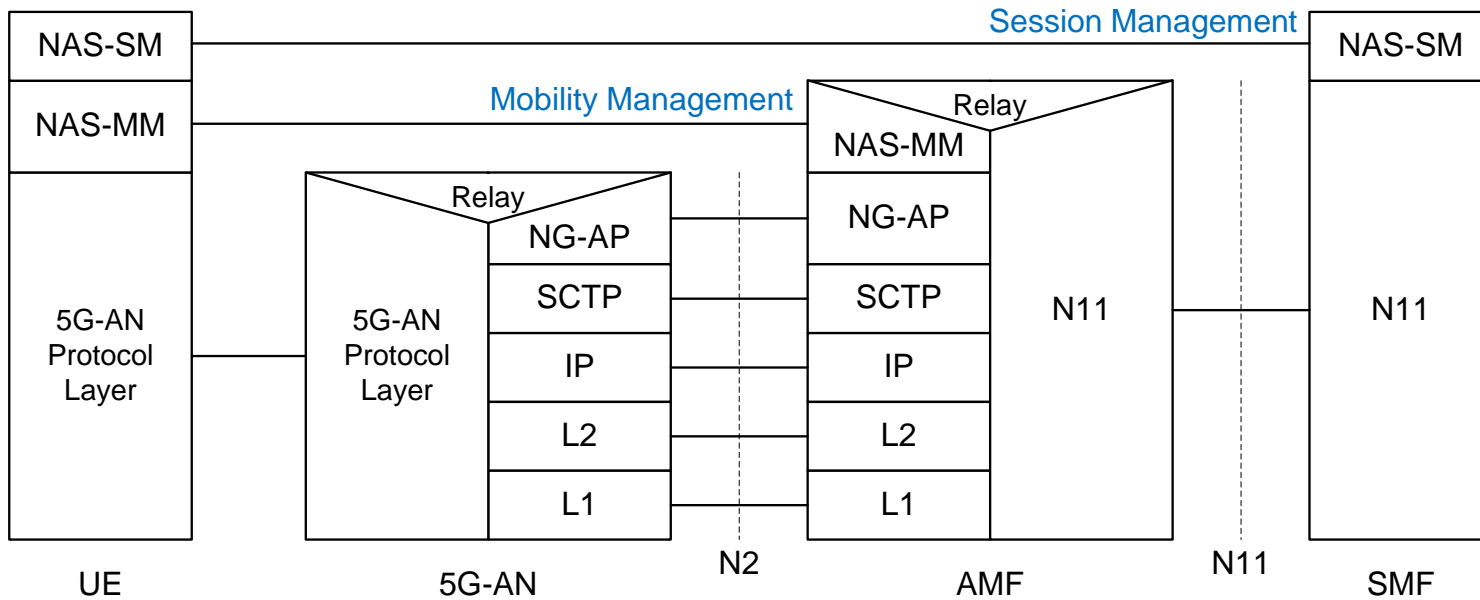 Session Management
NAS-SM
NAS-SM
Mobility Management
Relay
NAS-MM
NAS-MM
Relay
NG-AP
NG-AP
SCTP
SCTP
N11
N11
5G-AN
Protocol
Layer
5G-AN
Protocol
Layer
IP
IP
L2
L2
L1
L1
N2
N11
UE
5G-AN
AMF
SMF